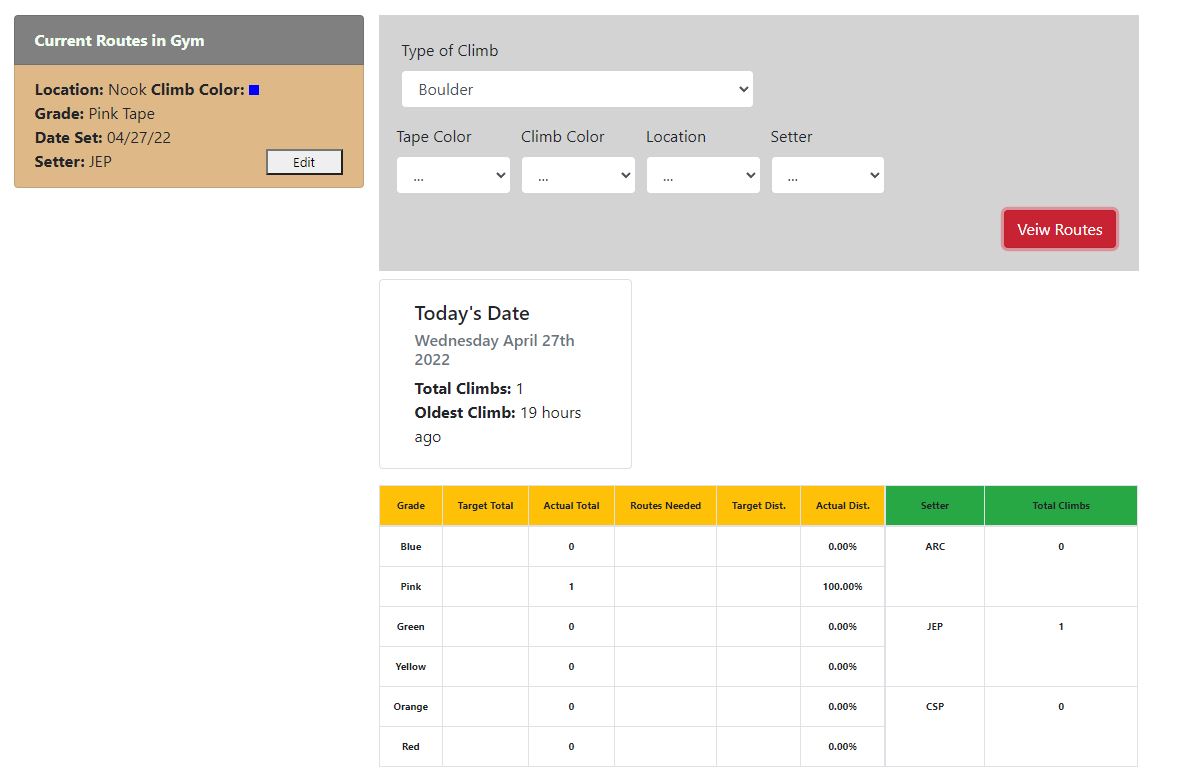 Current Routes in Gym
Location: Nook Climb Color:
Grade: Pink Tape
Date Set: 04/27/22
Setter: JEP
Edit
Type of Climb
Boulder
Tape Color Climb Color Location Setter
... ... ... ...
Veiw Routes
Today's Date
Wednesday April 27th
2022
Total Climbs: 1
Oldest Climb: 19 hours
ago
Grade Target Total Actual Total Routes Needed Target Dist. Actual Dist. Setter Total Climbs
Blue 0 0.00% ARC 0
Pink 1 100.00%
Green 0 0.00% JEP 1
Yellow 0 0.00%
Orange 0 0.00% CSP 0
Red 0 0.00%